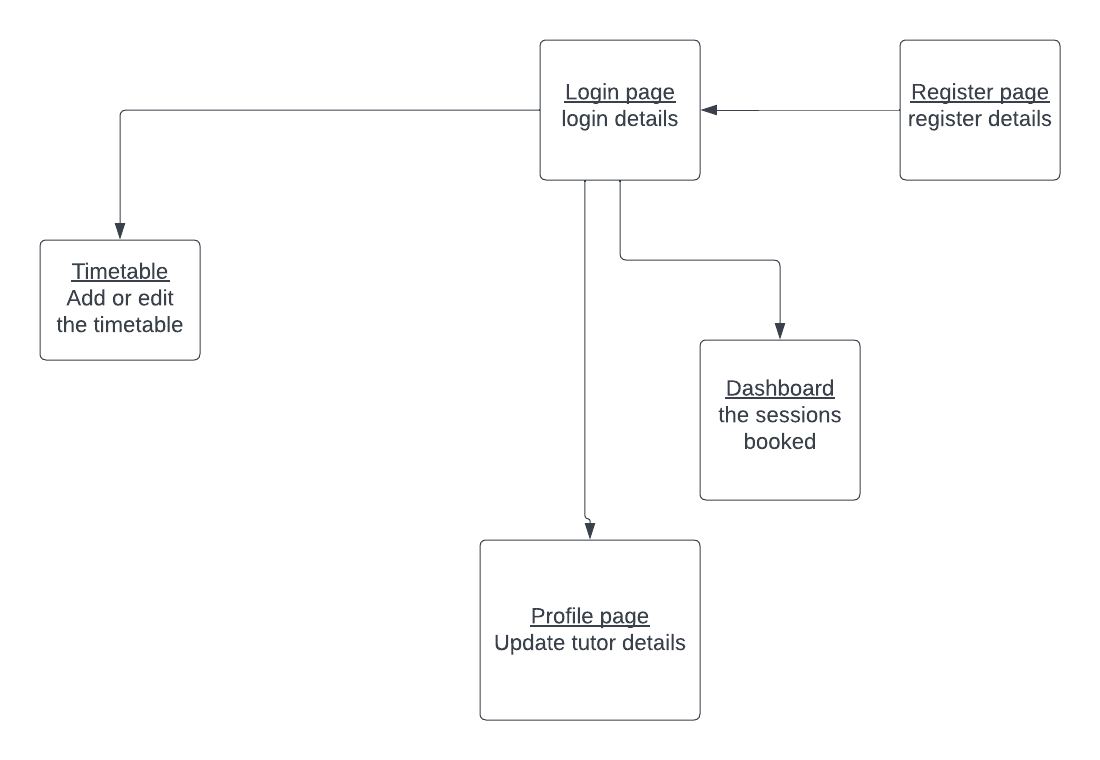 Login page
login details
Register page
register details
Timetable
Add or edit
the timetable
Dashboard
the sessions
booked
Profile page
Update tutor details